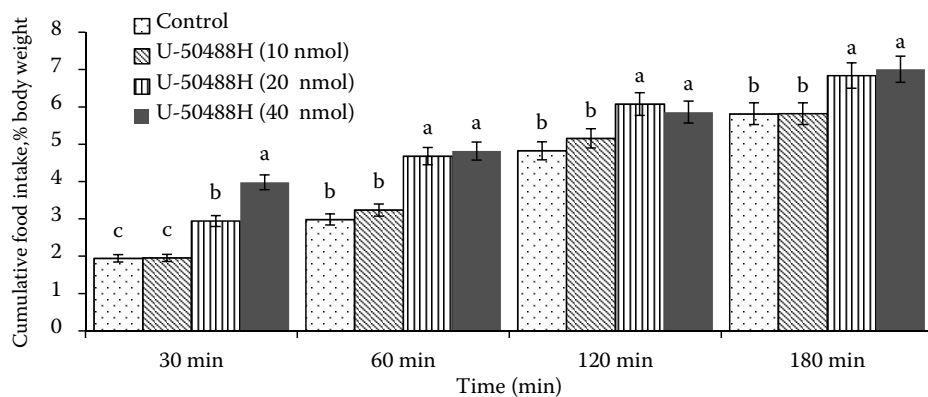 Control
U-50488H (10 nmol)
U-50488H (20 nmol)
U-50488H (40 nmol)
Cumulative food intake,% body weight
8
7
6
5
4
3
2
1
0
c
c
b
a
b
b
a
a
b
b
a
a
b
b
a
a
30 min
60 min
120 min
180 min
Time (min)